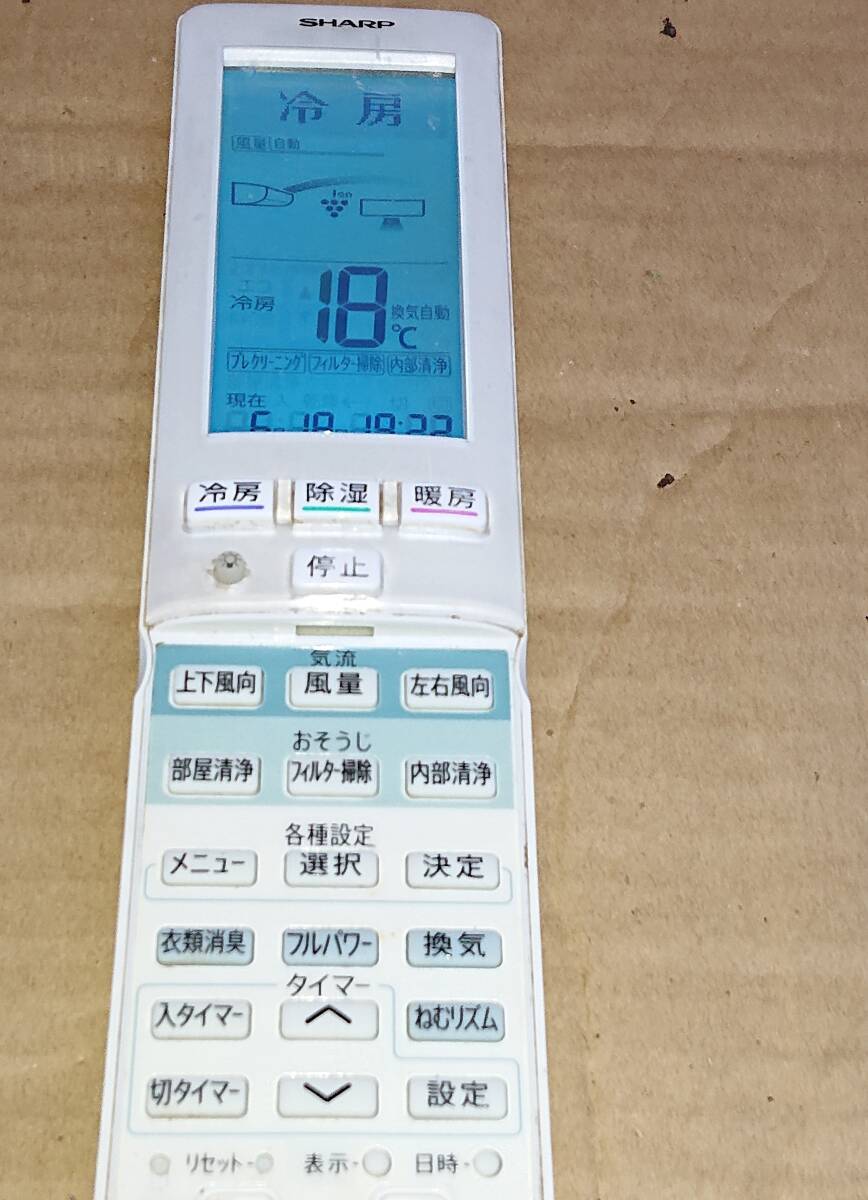 SHARP
冷房
風量 自動
Ion
冷房 18℃ 換気自動
プレクリーニング フィルター掃除 内部清浄
現在
冷房 除湿 暖房
停止
気流
上下風向 風量 左右風向
おそうじ
部屋清浄 フィルター掃除 内部清浄
各種設定
メニュー 選択 決定
衣類消臭 フルパワー 換気
タイマー
入タイマー ねむリズム
切タイマー 設定
リセット 表示 日時